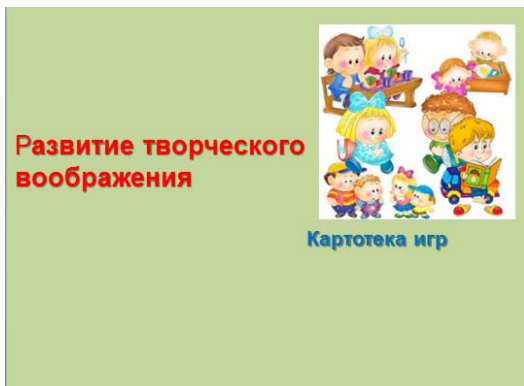 Развитие творческого
воображения
Картотека игр